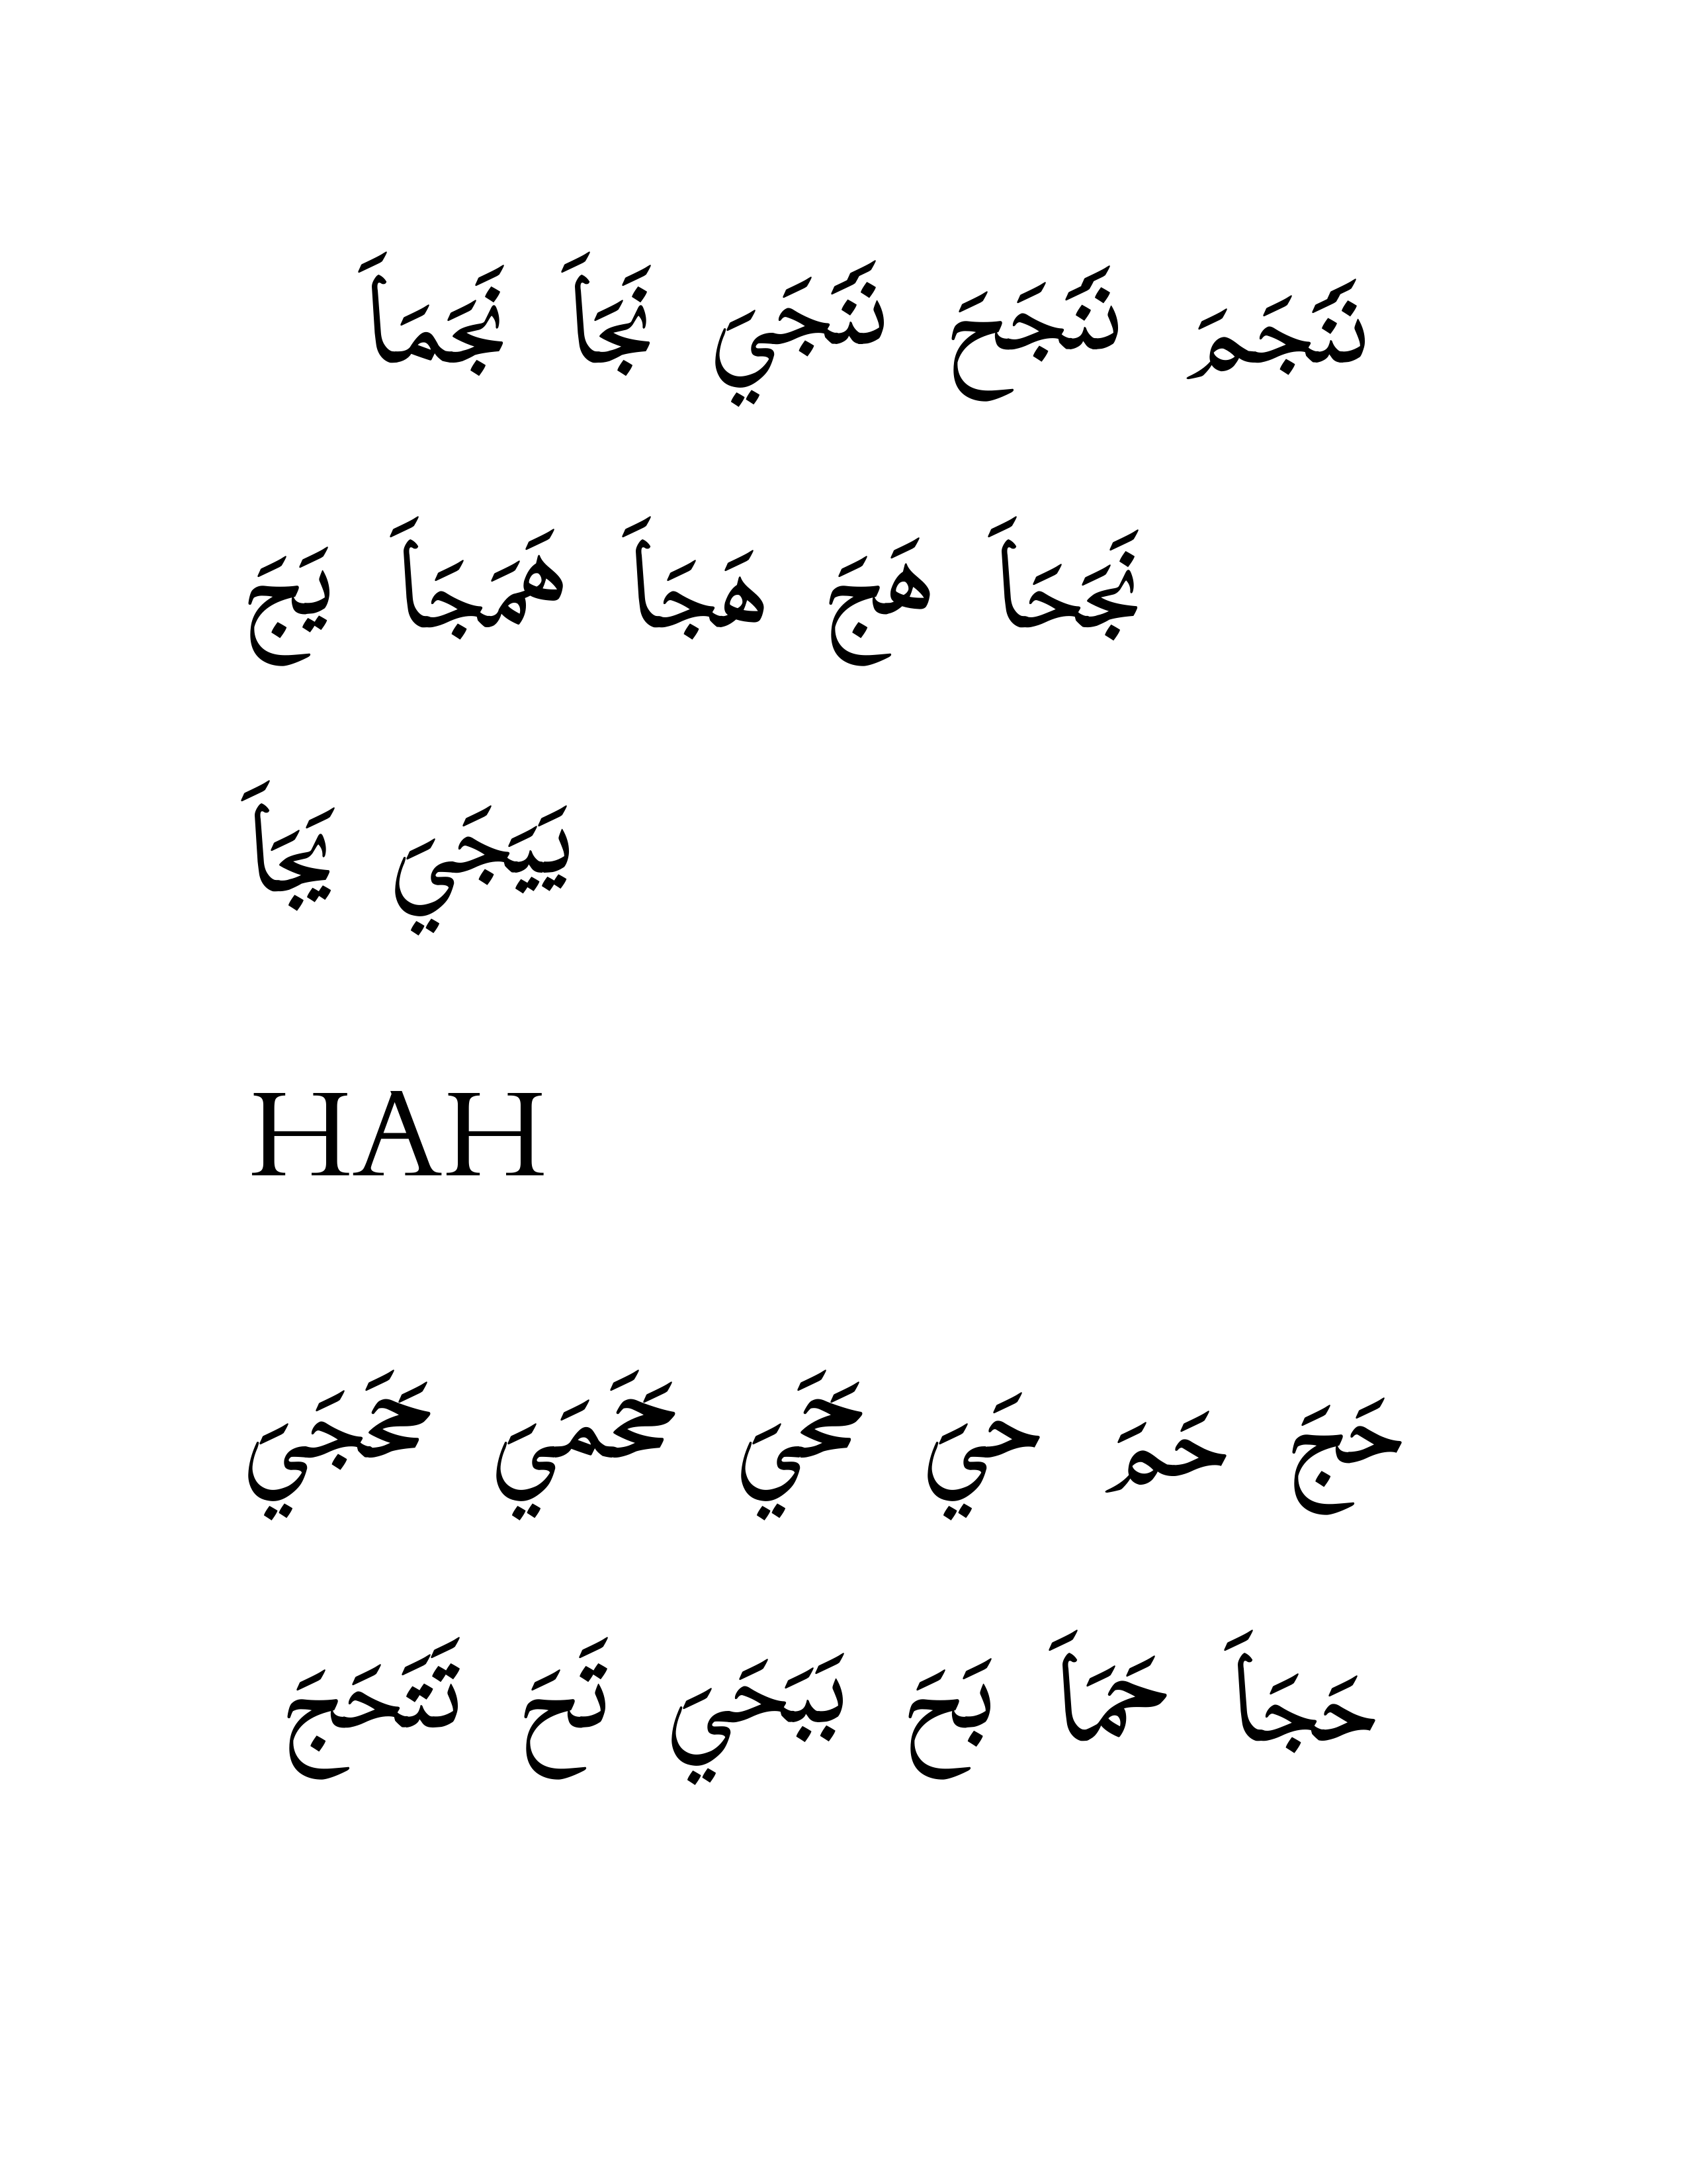 نَنَجَمَ نَنَجَحَ نَنَجَيَ نَجَاَ نَجَمَاَ
نَجَحَاَ هَجَ هَجَاَ هَمَجَاَ يَجَ
يَيَجَيَ يَجَاَ
HAH
حَجَ حَمَ حَيَ حَحَيَ حَحَمَيَ حَحَجَيَ
حَجَاَ حَمَاَ بَحَ بَبَحَيَ تَحَ تَتَحَجَ